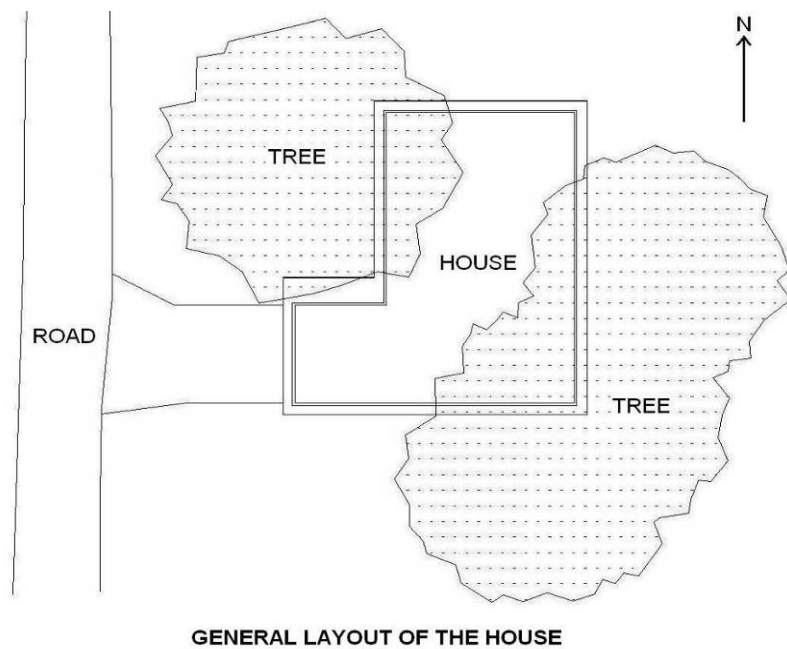 N
TREE
HOUSE
ROAD
TREE
GENERAL LAYOUT OF THE HOUSE